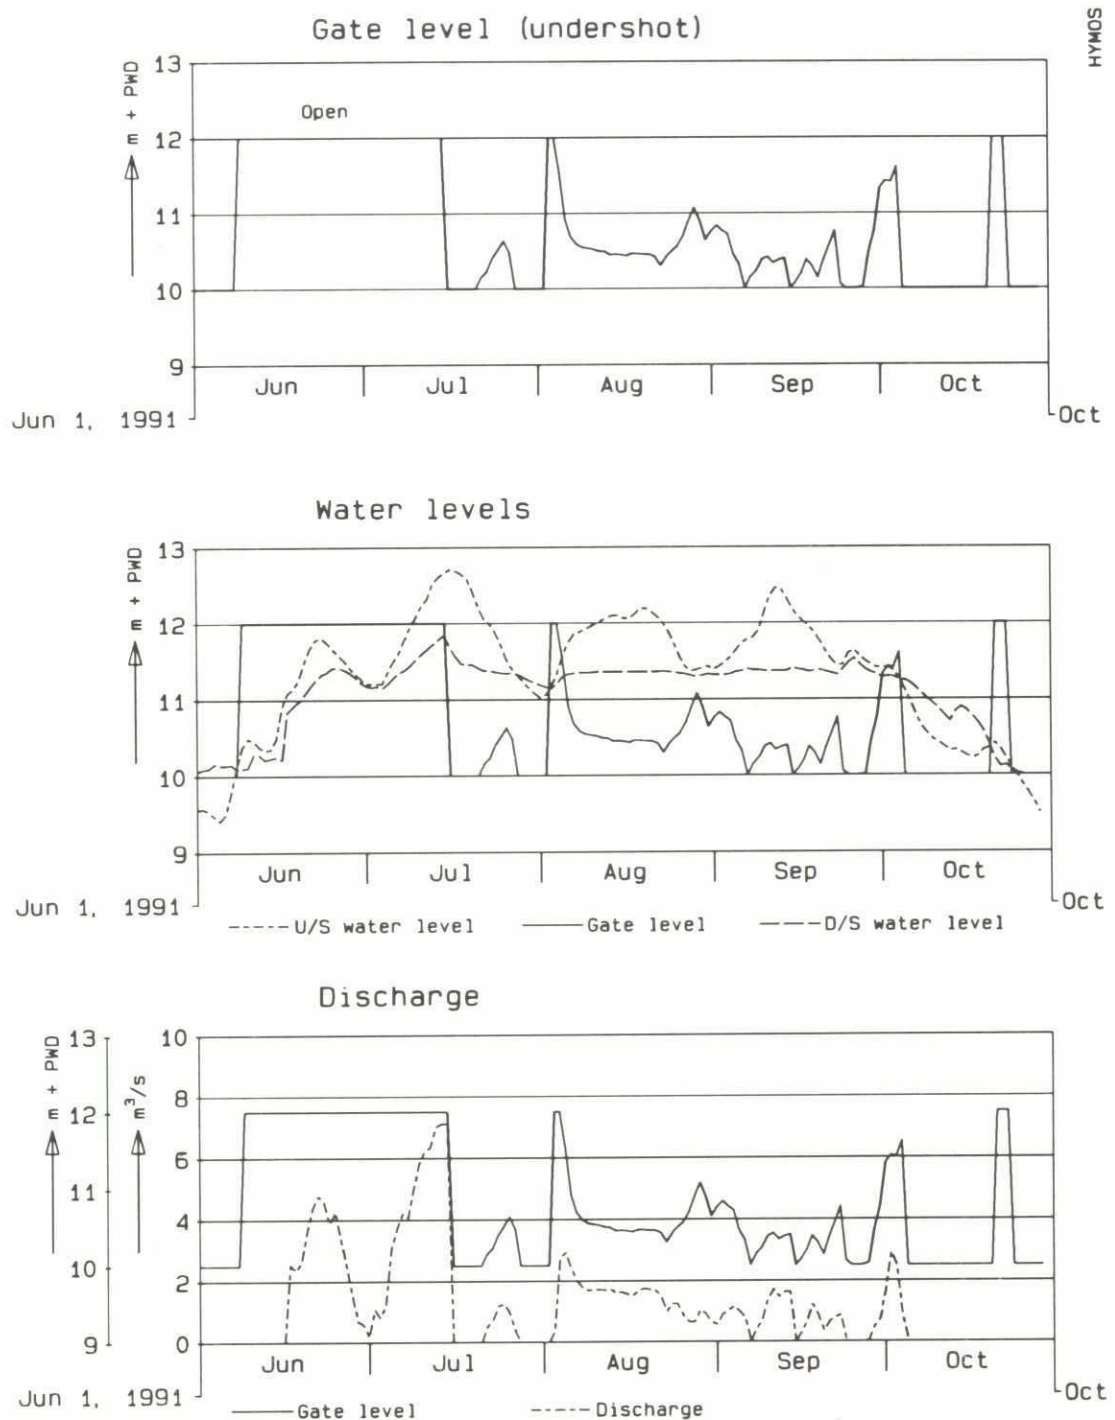 HYMOS
Gate level (undershot)
m + PWD
13
Open
12
11
10
9
Jun Jul Aug Sep Oct
Jun 1, 1991 Oct
Water levels
m + PWD
13
12
11
10
9
Jun Jul Aug Sep Oct
Jun 1, 1991 Oct
U/S water level Gate level D/S water level
Discharge
m + PWD
m³/s
13 10
8
12
6
11
4
10
2
9 0
Jun Jul Aug Sep Oct
Jun 1, 1991 Oct
Gate level Discharge